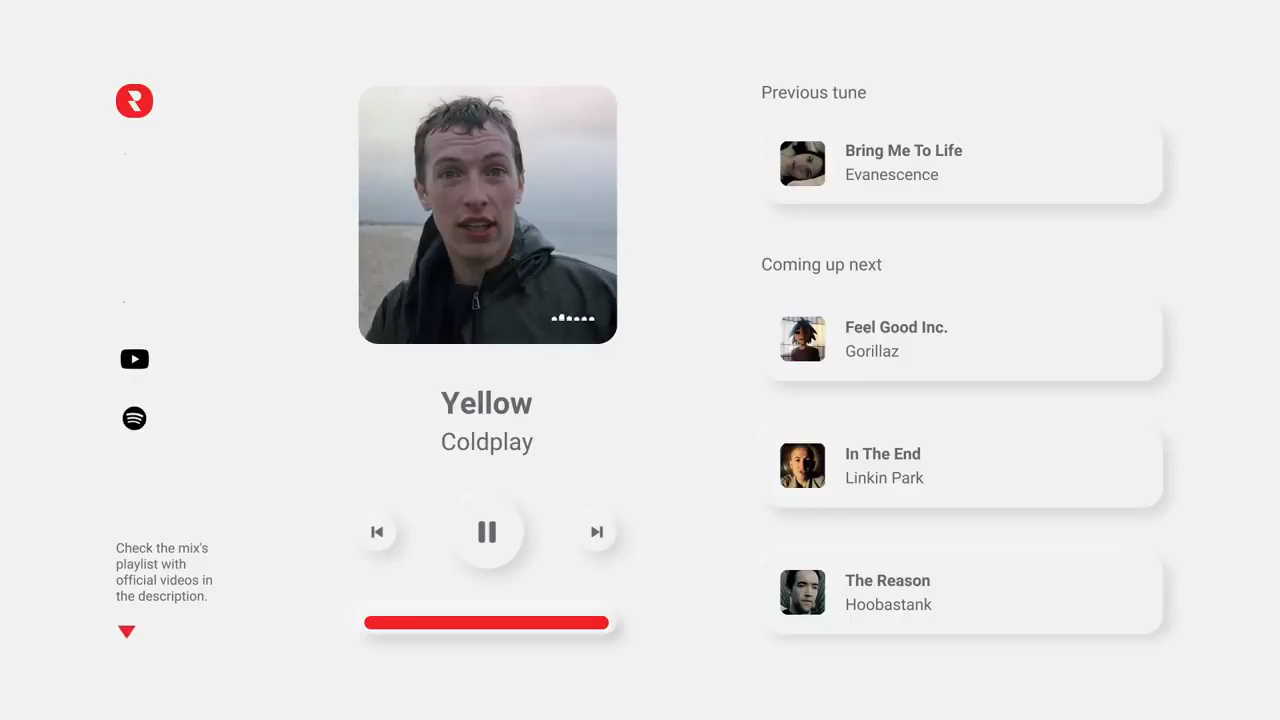 Previous tune
Bring Me To Life
Evanescence
Coming up next
Feel Good Inc.
Gorillaz
In The End
Linkin Park
The Reason
Hoobastank
Yellow
Coldplay
Check the mix's
playlist with
official videos in
the description.